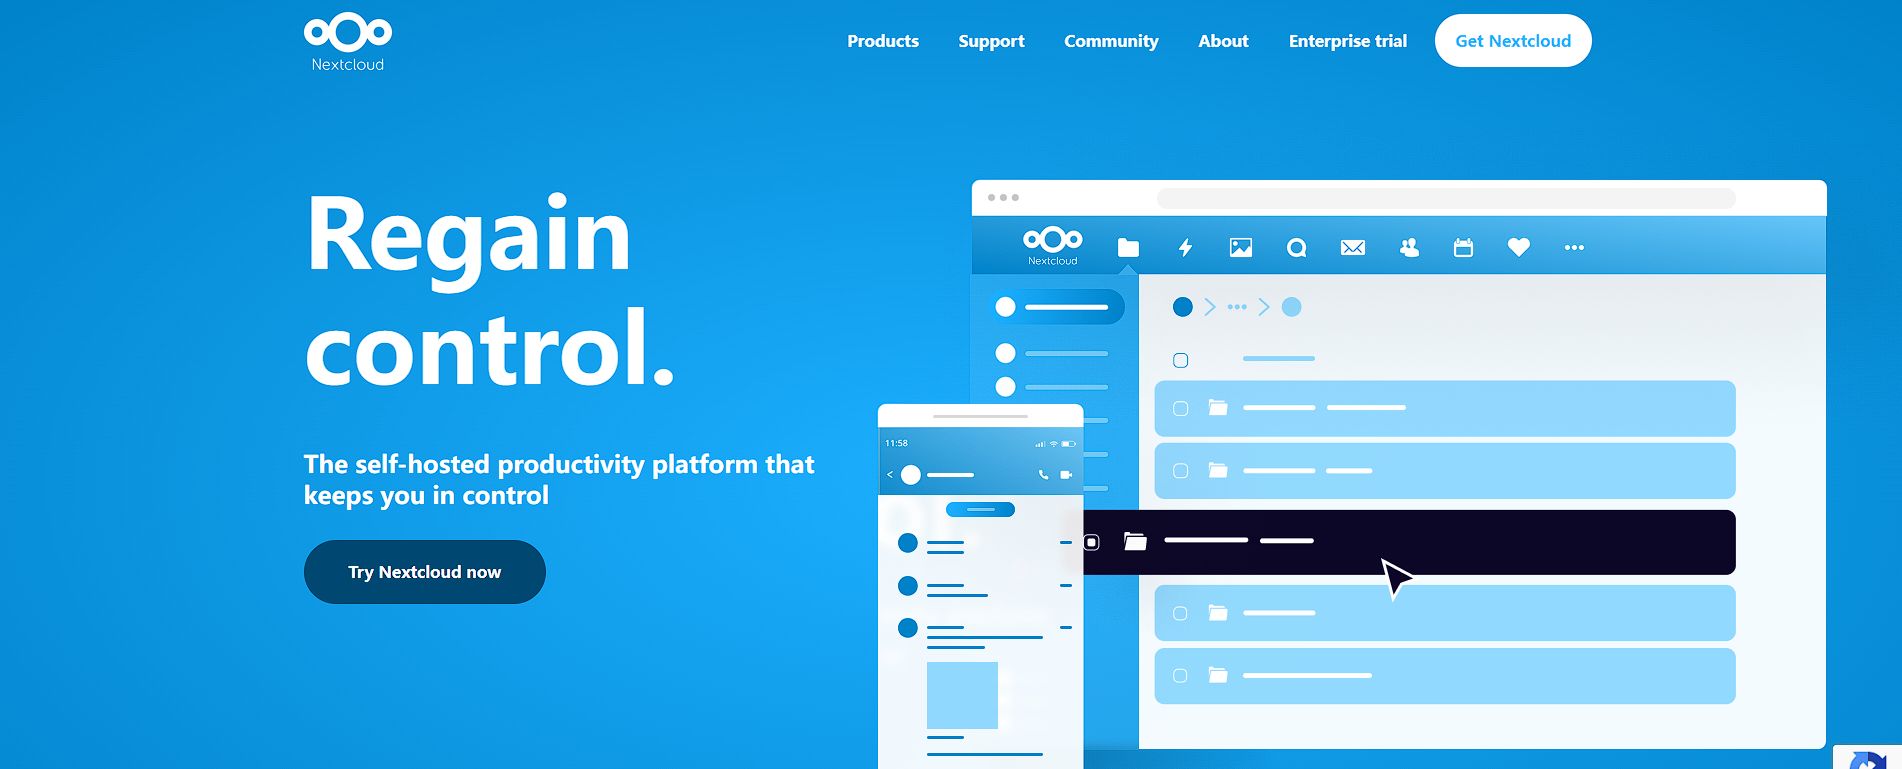 Nextcloud
Products Support Community About Enterprise trial Get Nextcloud
Regain
control.
The self-hosted productivity platform that
keeps you in control
Try Nextcloud now
Nextcloud
11:58